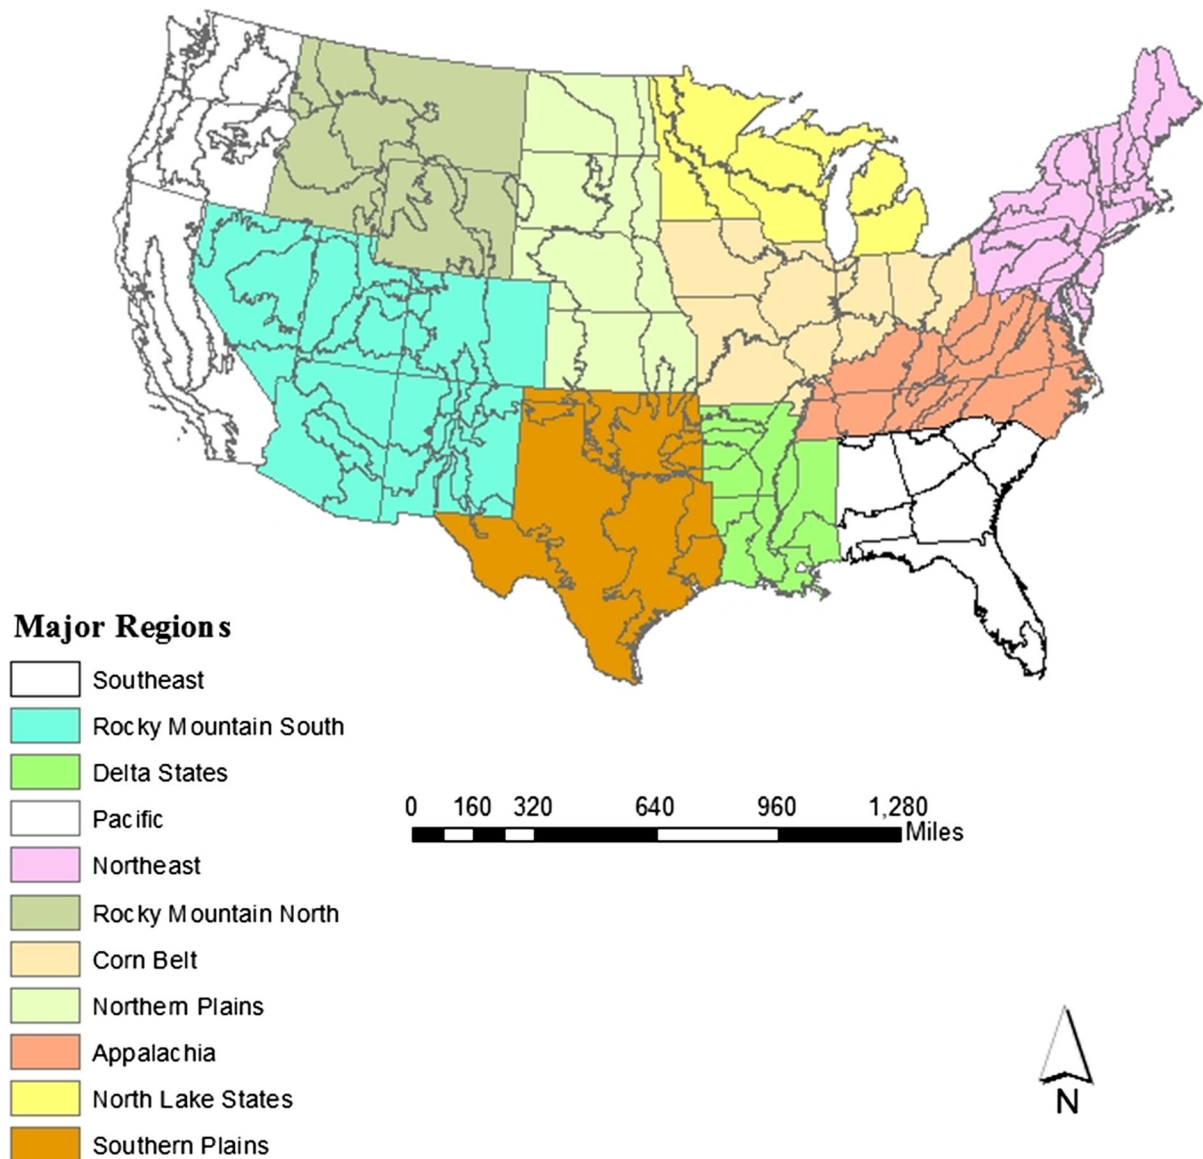 Major Regions
Southeast
Rocky Mountain South
Delta States
Pacific
Northeast
Rocky Mountain North
Corn Belt
Northern Plains
Appalachia
North Lake States
Southern Plains
0 160 320 640 960 1,280
Miles
N